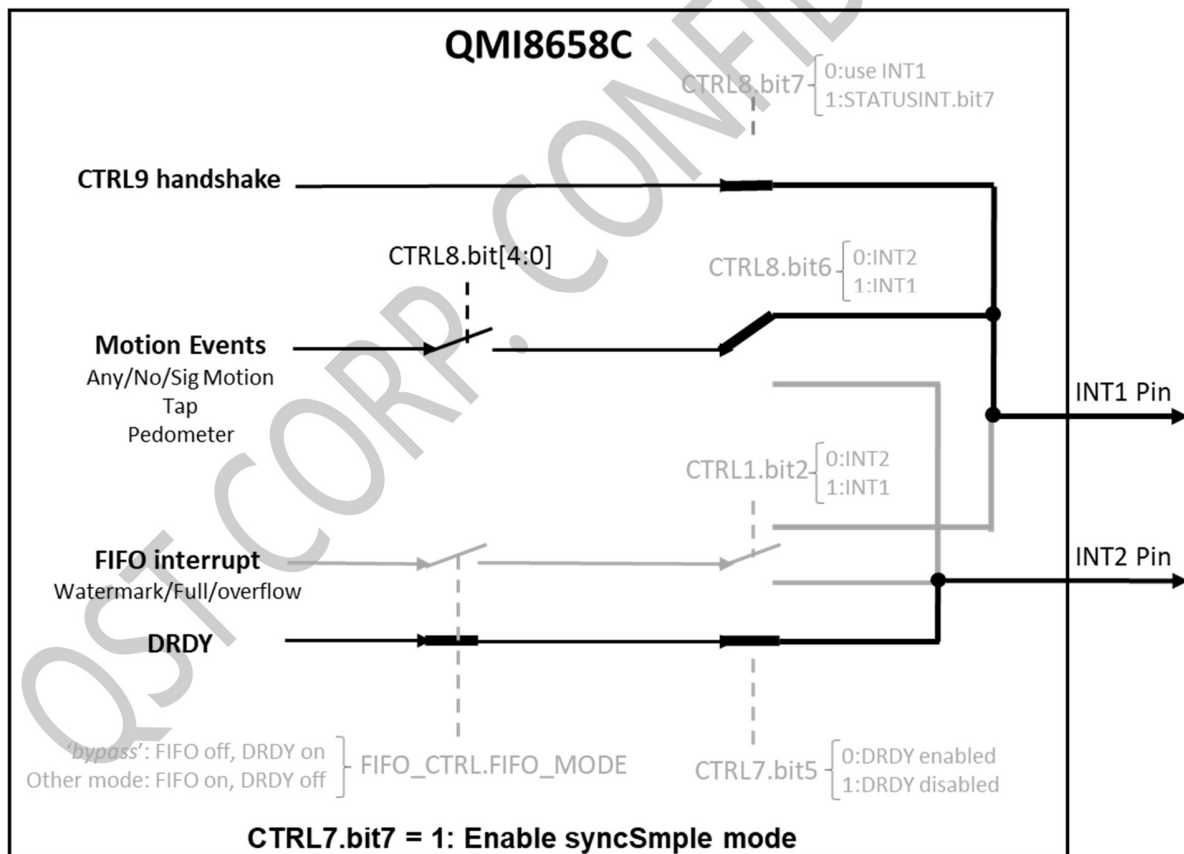 QMI8658C
CTRL8.bit7
0:use INT1
1:STATUSINT.bit7
CTRL9 handshake
CTRL8.bit[4:0]
CTRL8.bit6
0:INT2
1:INT1
Motion Events
Any/No/Sig Motion
Tap
Pedometer
INT1 Pin
CTRL1.bit2
0:INT2
1:INT1
FIFO interrupt
Watermark/Full/overflow
INT2 Pin
DRDY
'bypass': FIFO off, DRDY on
Other mode: FIFO on, DRDY off
FIFO_CTRL.FIFO_MODE
CTRL7.bit5
0:DRDY enabled
1:DRDY disabled
CTRL7.bit7 = 1: Enable syncSmple mode
QST CORP. CONFID